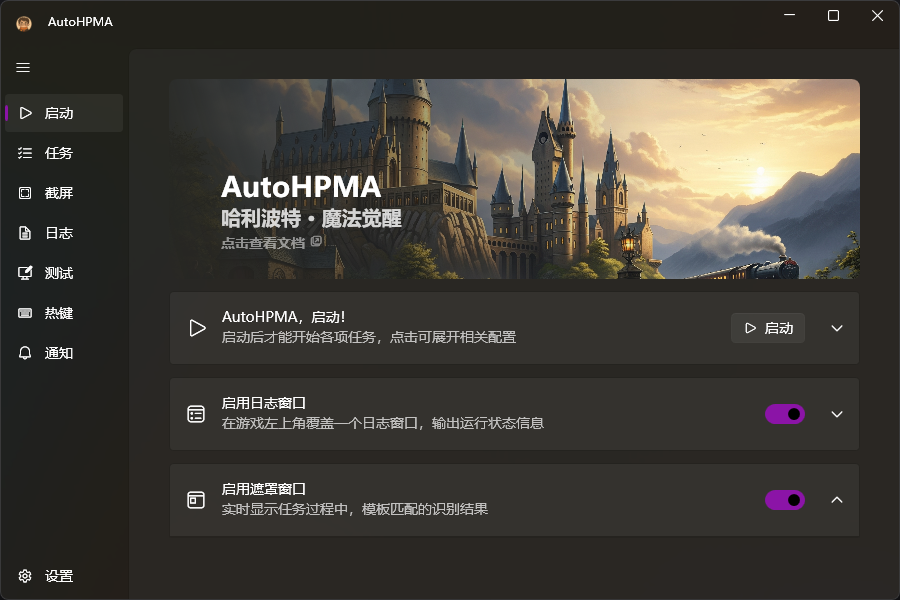 AutoHPMA
启动
任务
截屏
日志
测试
热键
通知
设置
AutoHPMA
哈利波特·魔法觉醒
点击查看文档
AutoHPMA，启动!
启动后才能开始各项任务，点击可展开相关配置
启动
启用日志窗口
在游戏左上角覆盖一个日志窗口，输出运行状态信息
启用遮罩窗口
实时显示任务过程中，模板匹配的识别结果